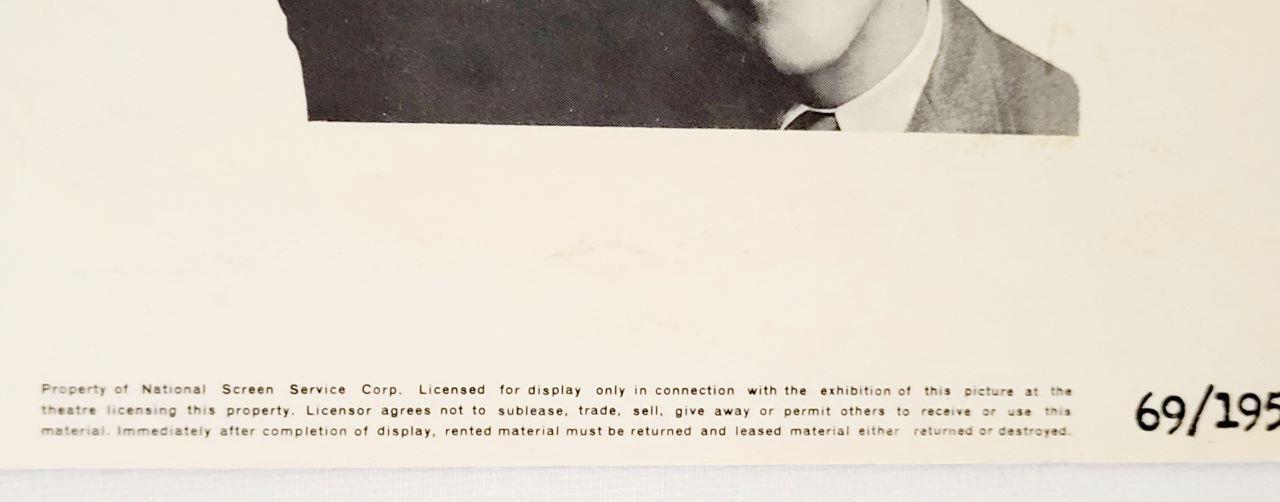 Property of National Screen Service Corp. Licensed for display only in connection with the exhibition of this picture at the
theatre licensing this property. Licensor agrees not to sublease, trade, sell, give away or permit others to receive or use this
material. Immediately after completion of display, rented material must be returned and leased material either returned or destroyed.
69/195